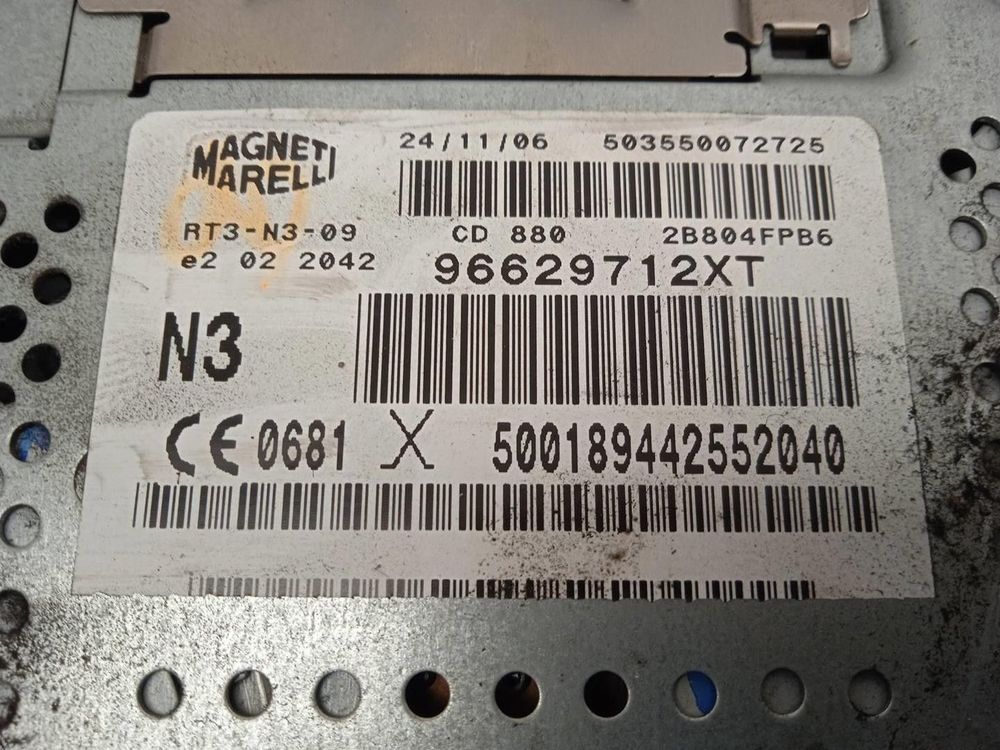 MAGNETI MARELLI
24/11/06 503550072725
RT3-N3-09 CD 880 2B804FPB6
e2 02 2042 96629712XT
N3
CE 0681 X 500189442552040